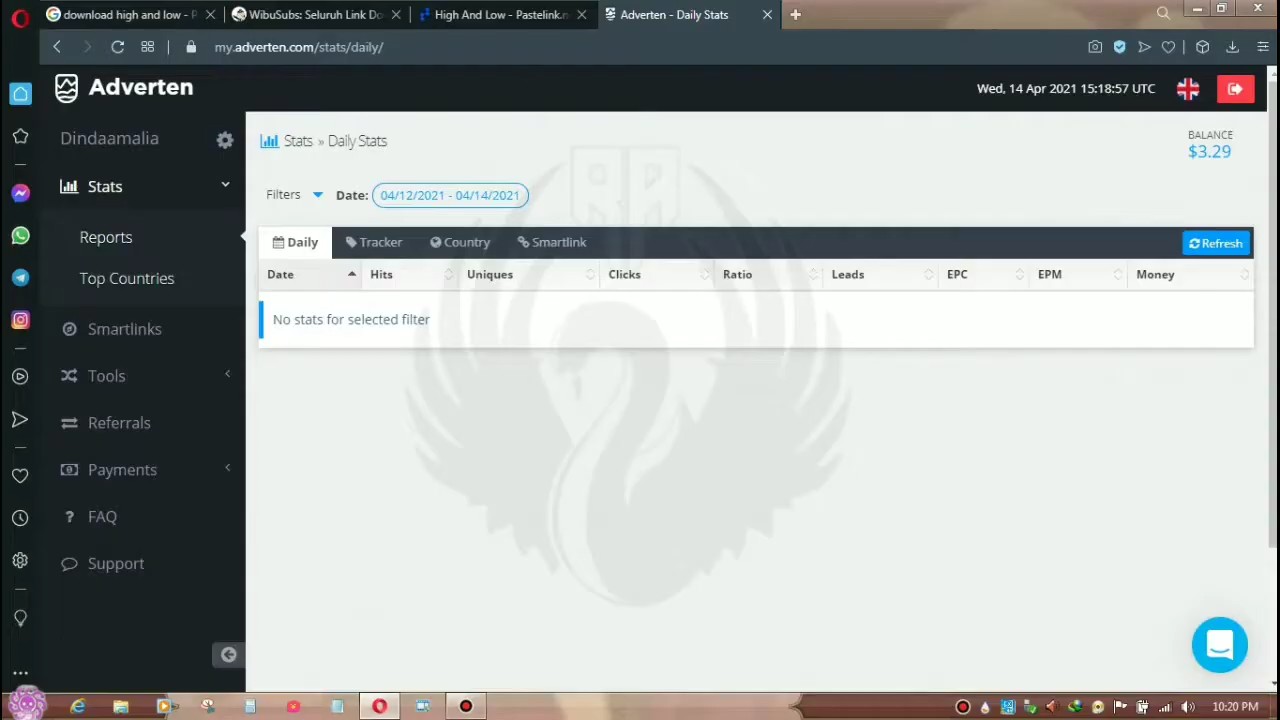 download high and low - P
WibuSubs: Seluruh Link Do
High And Low - Pastelink.n
Adverten - Daily Stats
my.adverten.com/stats/daily/
Adverten
Wed, 14 Apr 2021 15:18:57 UTC
Dindaamalia
Stats » Daily Stats
BALANCE
$3.29
Stats
Filters
Date:
04/12/2021 - 04/14/2021
Reports
Daily
Tracker
Country
Smartlink
Refresh
Top Countries
Date
Hits
Uniques
Clicks
Ratio
Leads
EPC
EPM
Money
No stats for selected filter
Smartlinks
Tools
Referrals
Payments
FAQ
Support
10:20 PM